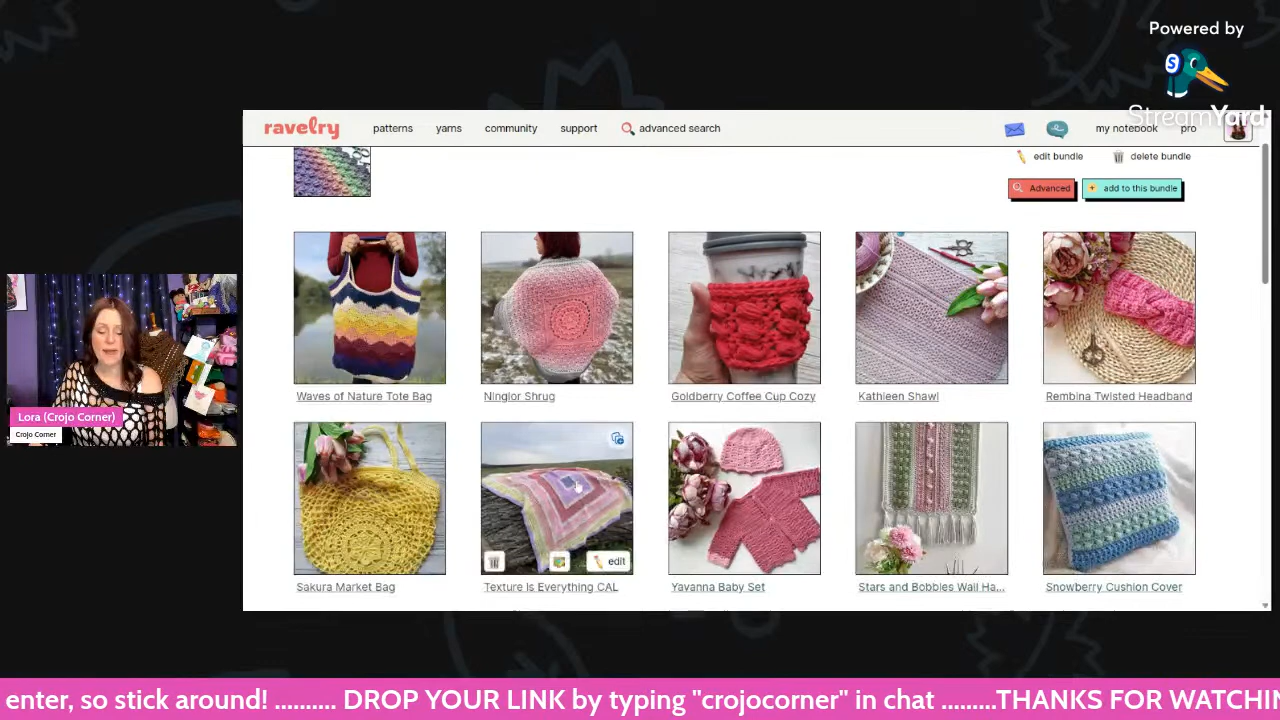 Powered by
StreamYard
ravelry
patterns
yarns
community
support
advanced search
my notebook
pro
edit bundle
delete bundle
Advanced
add to this bundle
Waves of Nature Tote Bag
Ninglor Shrug
Goldberry Coffee Cup Cozy
Kathleen Shawl
Rembina Twisted Headband
Lora (Crojo Corner)
Crojo Corner
edit
Sakura Market Bag
Texture Is Everything CAL
Yavanna Baby Set
Stars and Bobbles Wall Ha...
Snowberry Cushion Cover
enter, so stick around! .......... DROP YOUR LINK by typing "crojocorner" in chat .........THANKS FOR WATCHIN